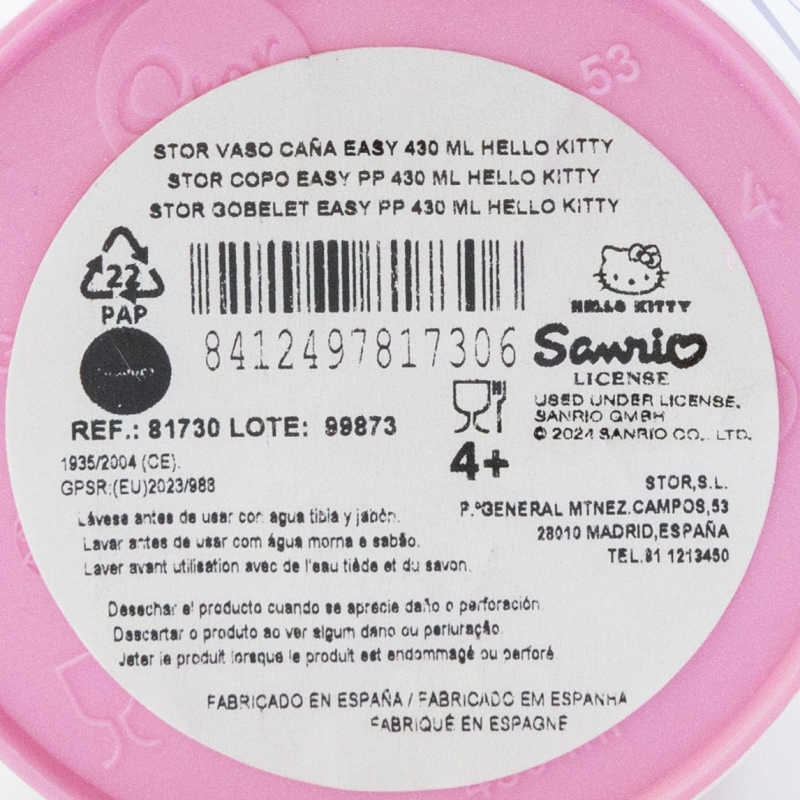 Stor
53
4
STOR VASO CAÑA EASY 430 ML HELLO KITTY
STOR COPO EASY PP 430 ML HELLO KITTY
STOR GOBELET EASY PP 430 ML HELLO KITTY
22
PAP
8412497817306
HELLO KITTY
Sanrio
LICENSE
USED UNDER LICENSE,
SANRIO GMBH
© 2024 SANRIO CO., LTD.
REF.: 81730 LOTE: 99873
4+
1935/2004 (CE).
GPSR:(EU)2023/988
STOR,S.L.
P.ºGENERAL MTNEZ.CAMPOS,53
28010 MADRID,ESPAÑA
TEL.91 1213450
Lávese antes de usar con agua tibia y jabón.
Lavar antes de usar com água morna e sabão.
Laver avant utilisation avec de l'eau tiède et du savon.
Desechar el producto cuando se aprecie daño o perforación.
Descartar o produto ao ver algum dano ou perfuração.
Jeter le produit lorsque le produit est endommagé ou perforé.
FABRICADO EN ESPAÑA / FABRICADO EM ESPANHA
FABRIQUÉ EN ESPAGNE